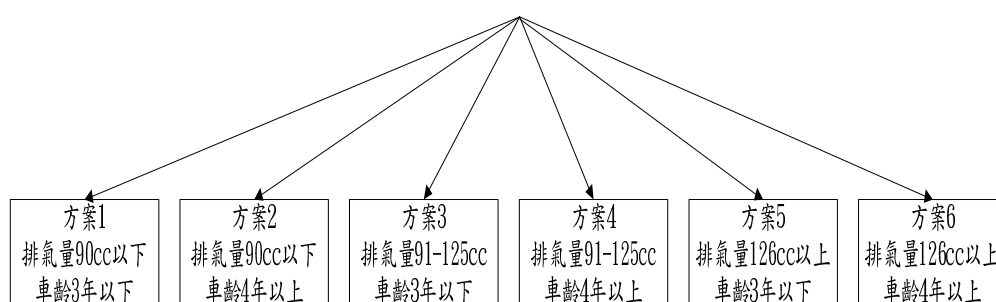 方案1
排氣量90cc以下
車齡3年以下
方案2
排氣量90cc以下
車齡4年以上
方案3
排氣量91-125cc
車齡3年以下
方案4
排氣量91-125cc
車齡4年以上
方案5
排氣量126cc以上
車齡3年以下
方案6
排氣量126cc以上
車齡4年以上